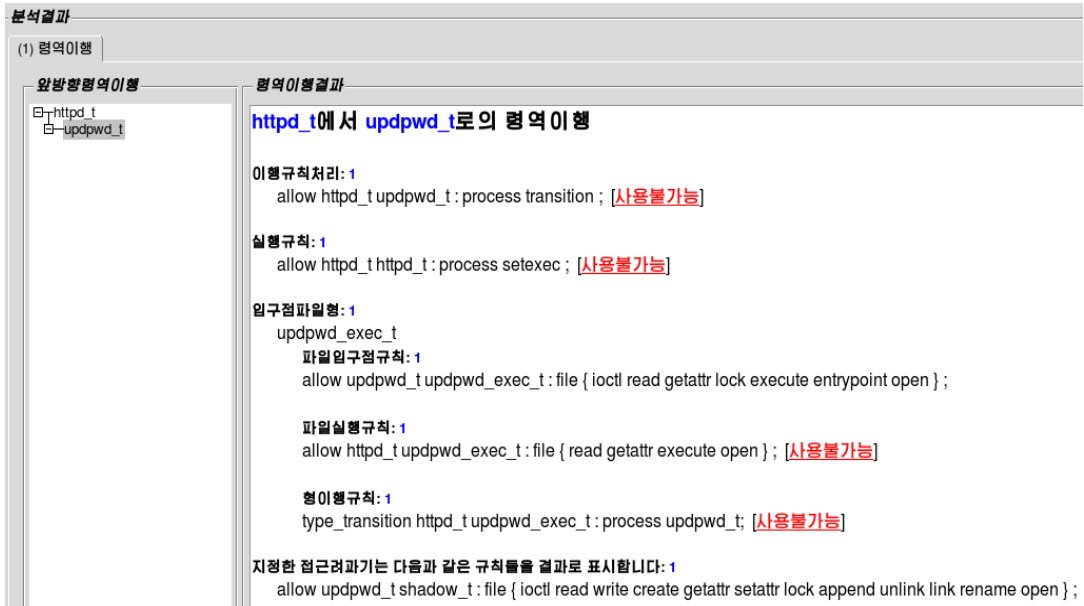 분석결과
(1) 령역이행
앞방향령역이행
httpd_t
updpwd_t
령역이행결과
httpd_t에서 updpwd_t로의 령역이행
이행규칙처리: 1
allow httpd_t updpwd_t : process transition ; [사용불가능]
실행규칙: 1
allow httpd_t httpd_t : process setexec ; [사용불가능]
입구점파일형: 1
updpwd_exec_t
파일입구점규칙: 1
allow updpwd_t updpwd_exec_t : file { ioctl read getattr lock execute entrypoint open } ;
파일실행규칙: 1
allow httpd_t updpwd_exec_t : file { read getattr execute open } ; [사용불가능]
형이행규칙: 1
type_transition httpd_t updpwd_exec_t : process updpwd_t; [사용불가능]
지정한 접근려과기는 다음과 같은 규칙들을 결과로 표시합니다: 1
allow updpwd_t shadow_t : file { ioctl read write create getattr setattr lock append unlink link rename open } ;